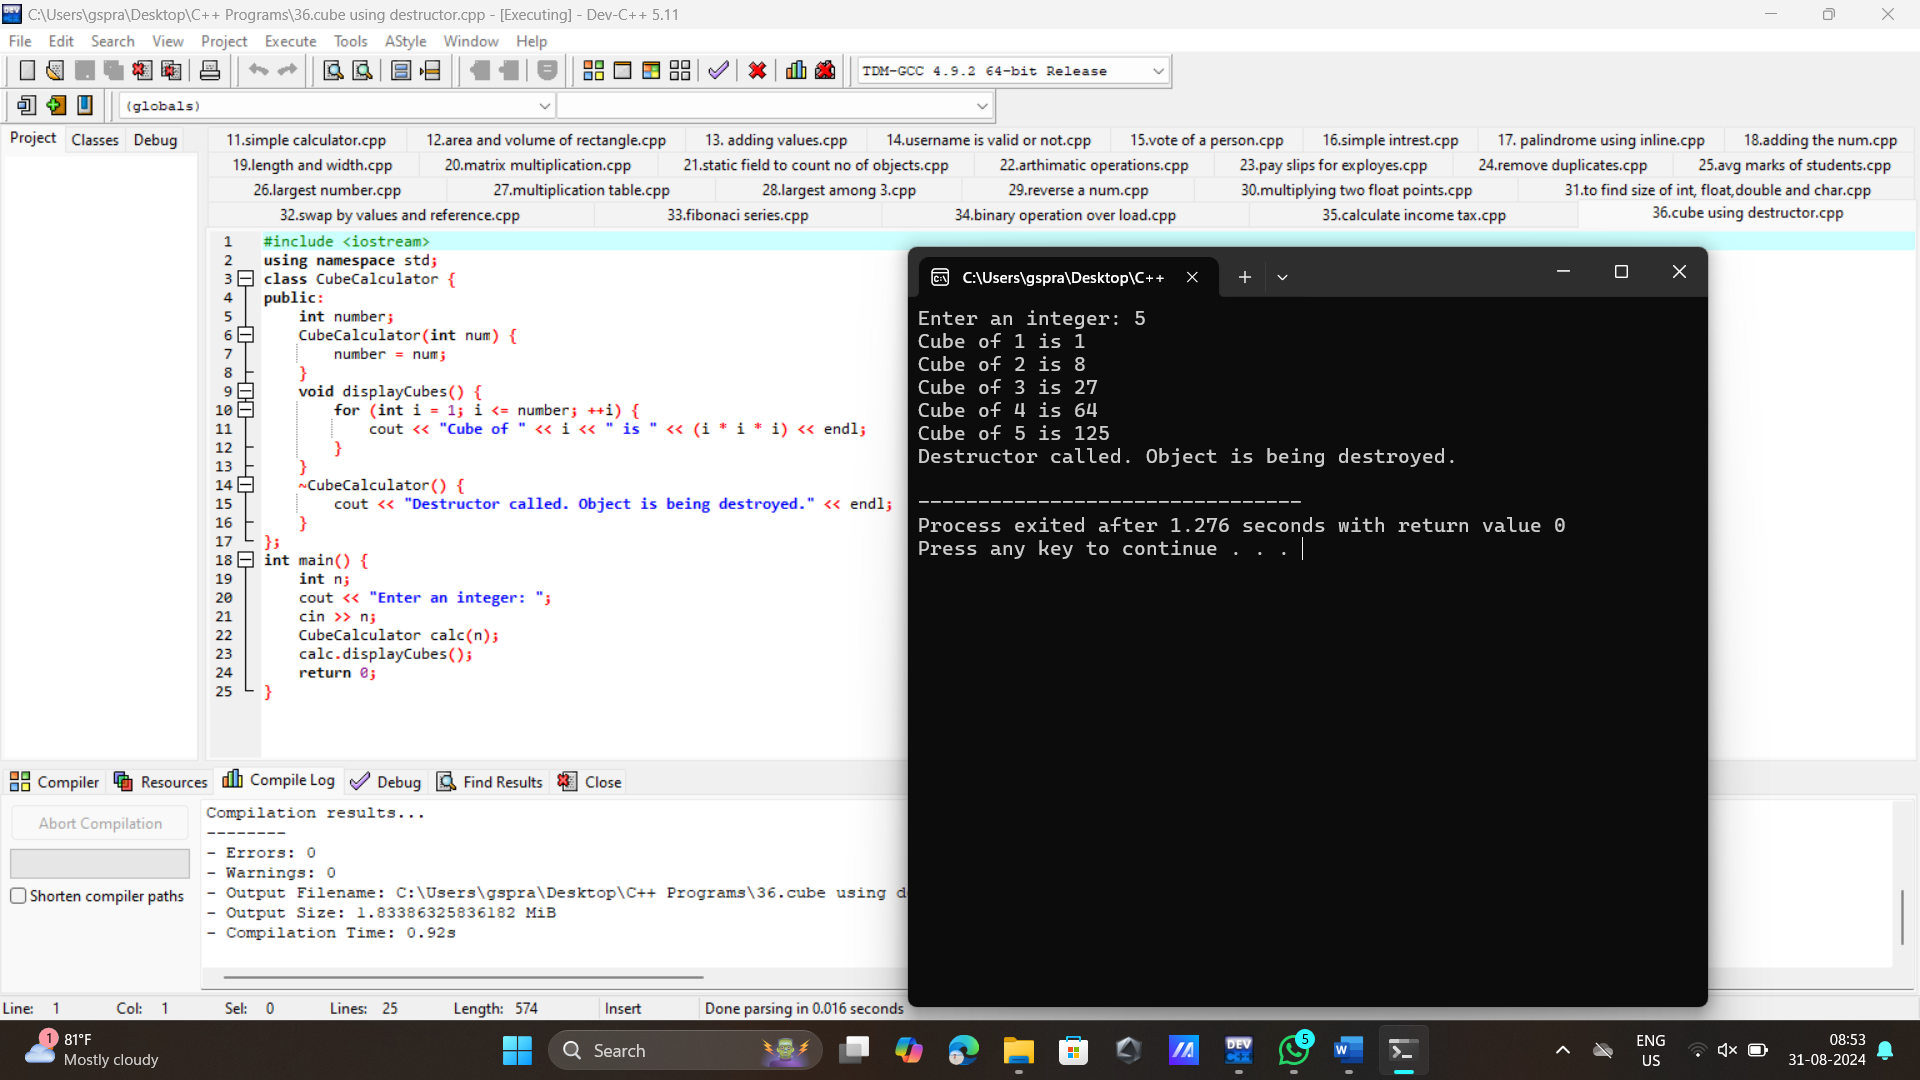 C:\Users\gspra\Desktop\C++ Programs\36.cube using destructor.cpp - [Executing] - Dev-C++ 5.11
File Edit Search View Project Execute Tools AStyle Window Help
TDM-GCC 4.9.2 64-bit Release
(globals)
Project Classes Debug
11.simple calculator.cpp 12.area and volume of rectangle.cpp 13. adding values.cpp 14.username is valid or not.cpp 15.vote of a person.cpp 16.simple intrest.cpp 17. palindrome using inline.cpp 18.adding the num.cpp
19.length and width.cpp 20.matrix multiplication.cpp 21.static field to count no of objects.cpp 22.arthimatic operations.cpp 23.pay slips for exployes.cpp 24.remove duplicates.cpp 25.avg marks of students.cpp
26.largest number.cpp 27.multiplication table.cpp 28.largest among 3.cpp 29.reverse a num.cpp 30.multiplying two float points.cpp 31.to find size of int, float,double and char.cpp
32.swap by values and reference.cpp 33.fibonaci series.cpp 34.binary operation over load.cpp 35.calculate income tax.cpp 36.cube using destructor.cpp
1 #include <iostream>
2 using namespace std;
3 class CubeCalculator {
4 public:
5 int number;
6 CubeCalculator(int num) {
7 number = num;
8 }
9 void displayCubes() {
10 for (int i = 1; i <= number; ++i) {
11 cout << "Cube of " << i << " is " << (i * i * i) << endl;
12 }
13 }
14 ~CubeCalculator() {
15 cout << "Destructor called. Object is being destroyed." << endl;
16 }
17 };
18 int main() {
19 int n;
20 cout << "Enter an integer: ";
21 cin >> n;
22 CubeCalculator calc(n);
23 calc.displayCubes();
24 return 0;
25 }
C:\Users\gspra\Desktop\C++
Enter an integer: 5
Cube of 1 is 1
Cube of 2 is 8
Cube of 3 is 27
Cube of 4 is 64
Cube of 5 is 125
Destructor called. Object is being destroyed.
--------------------------------
Process exited after 1.276 seconds with return value 0
Press any key to continue . . .
Compiler Resources Compile Log Debug Find Results Close
Abort Compilation
Shorten compiler paths
Compilation results...
--------
- Errors: 0
- Warnings: 0
- Output Filename: C:\Users\gspra\Desktop\C++ Programs\36.cube using d
- Output Size: 1.83386325836182 MiB
- Compilation Time: 0.92s
Line: 1 Col: 1 Sel: 0 Lines: 25 Length: 574 Insert Done parsing in 0.016 seconds
1
81°F
Mostly cloudy
Search
DEV
C++
5
W
ENG
US
08:53
31-08-2024